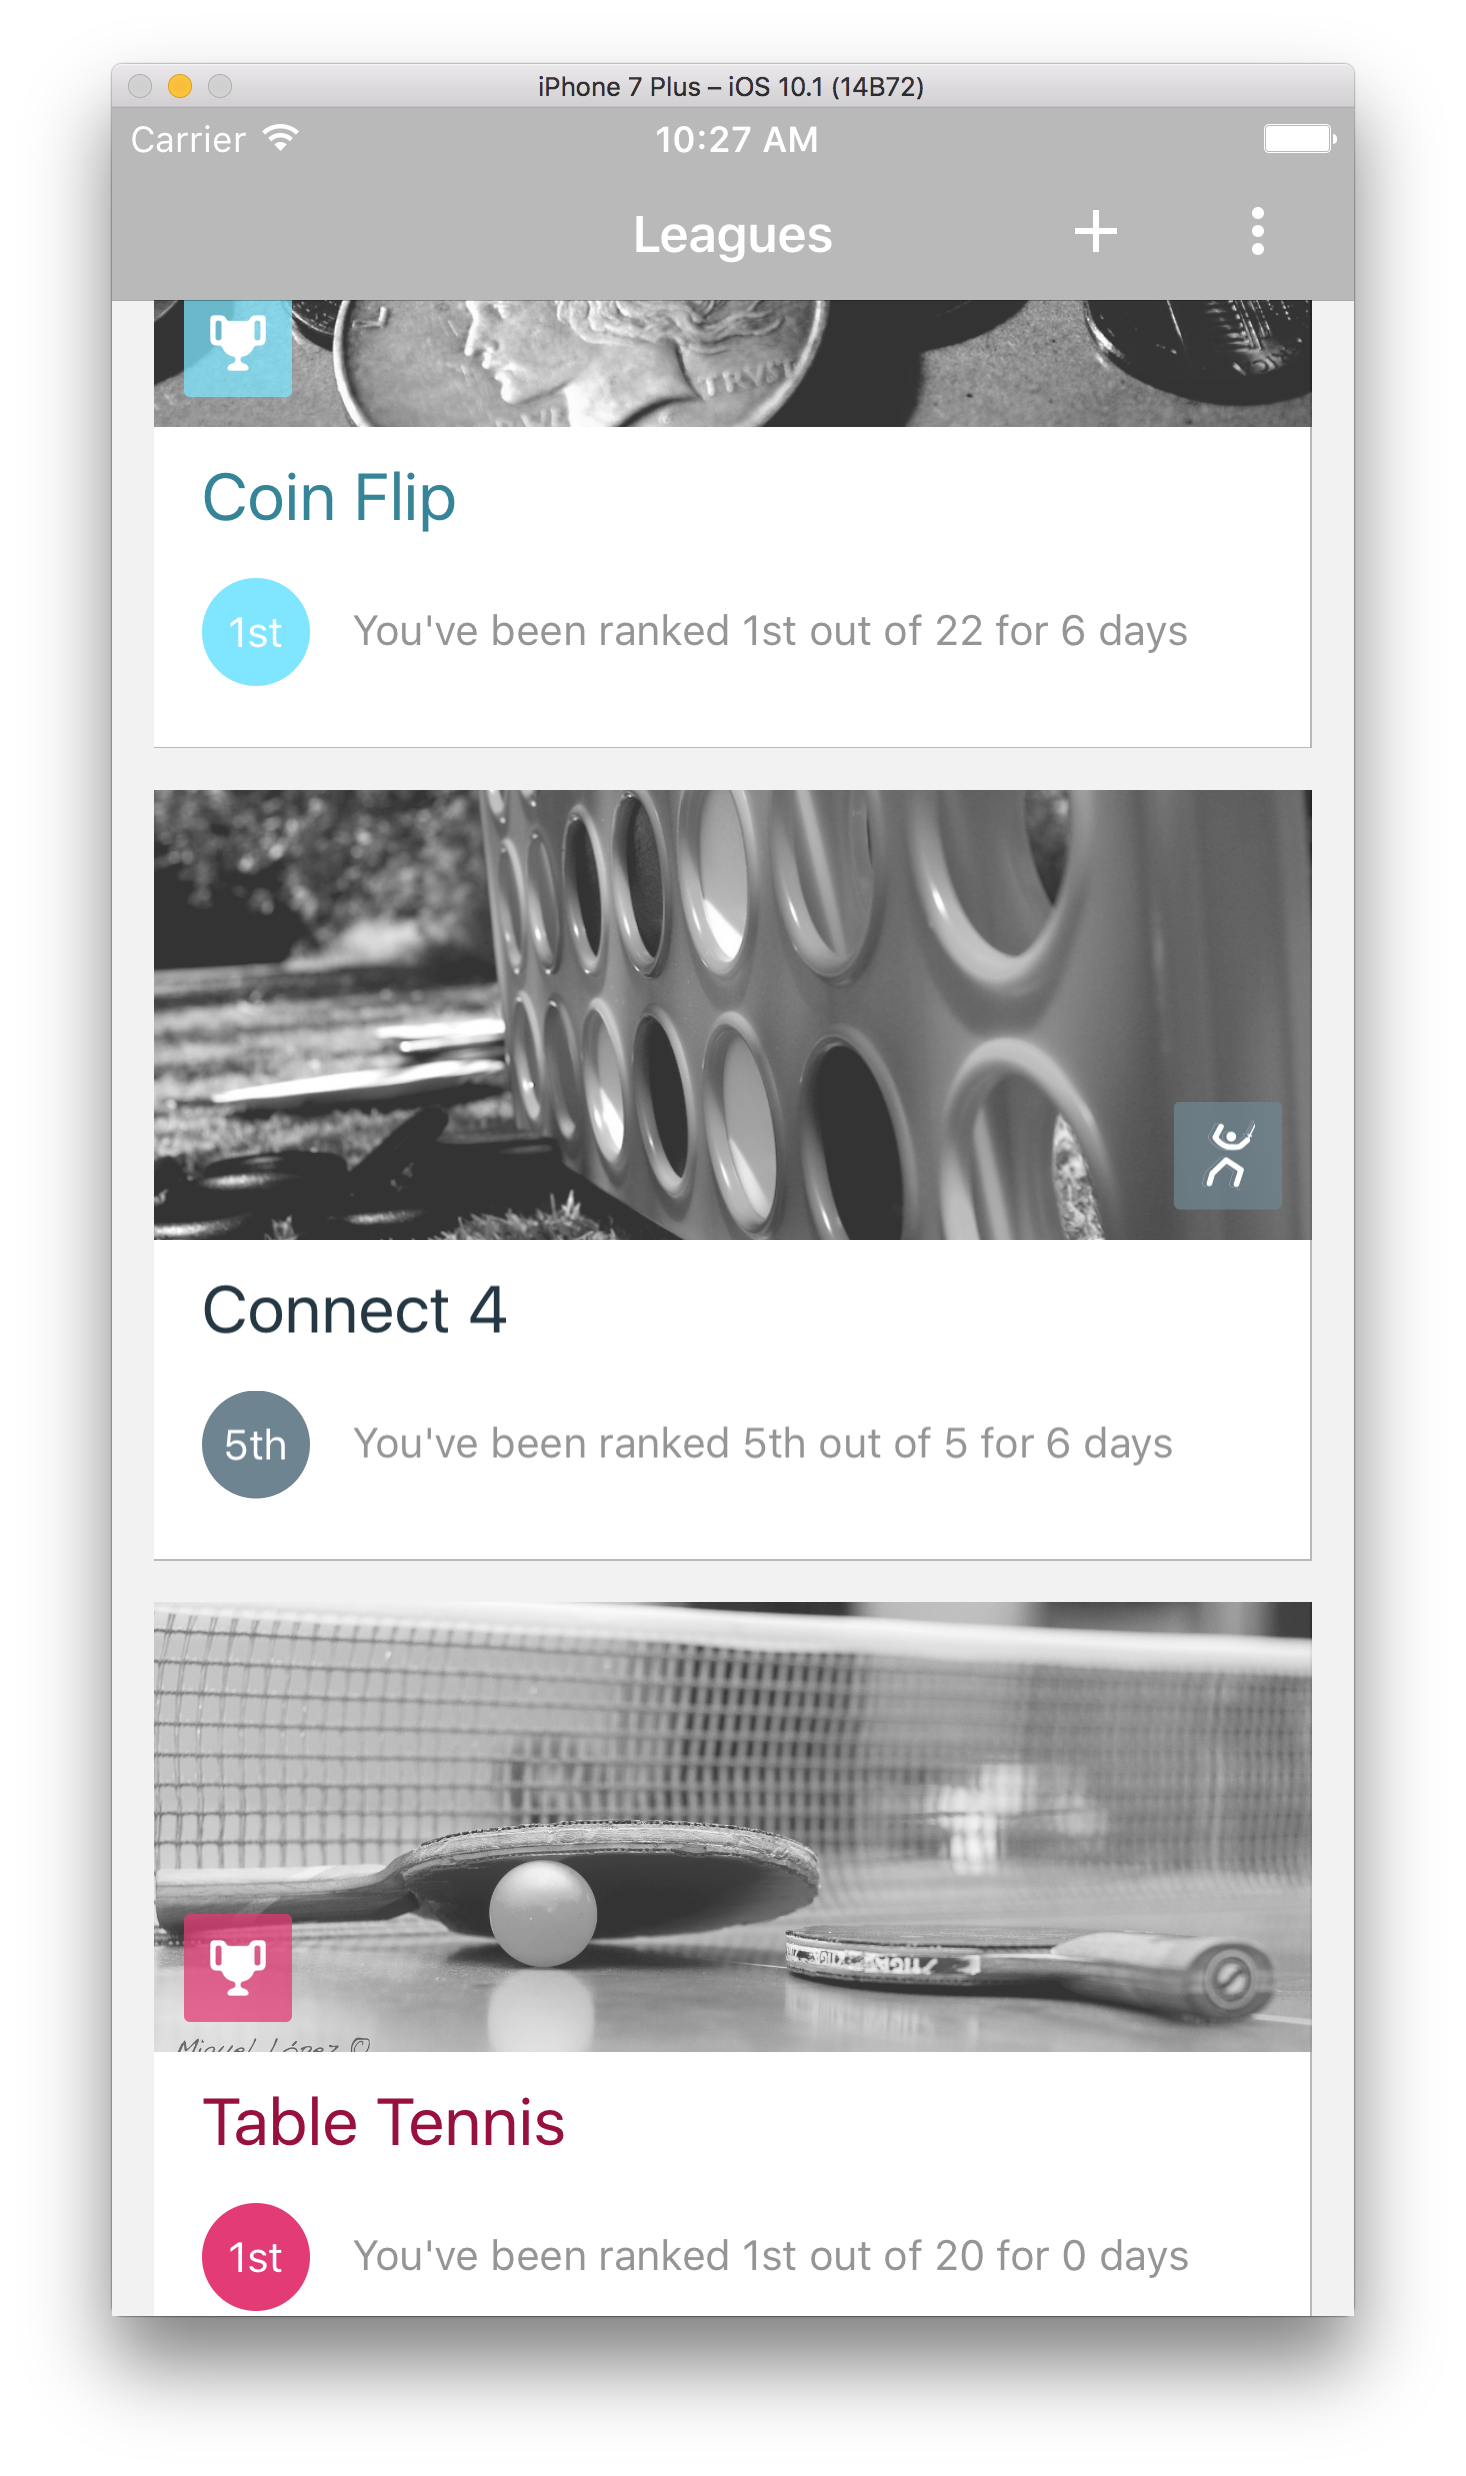 iPhone 7 Plus – iOS 10.1 (14B72)
Carrier 10:27 AM
Leagues
TRVST
Coin Flip
1st You've been ranked 1st out of 22 for 6 days
Connect 4
5th You've been ranked 5th out of 5 for 6 days
Miguel López ©
Table Tennis
1st You've been ranked 1st out of 20 for 0 days